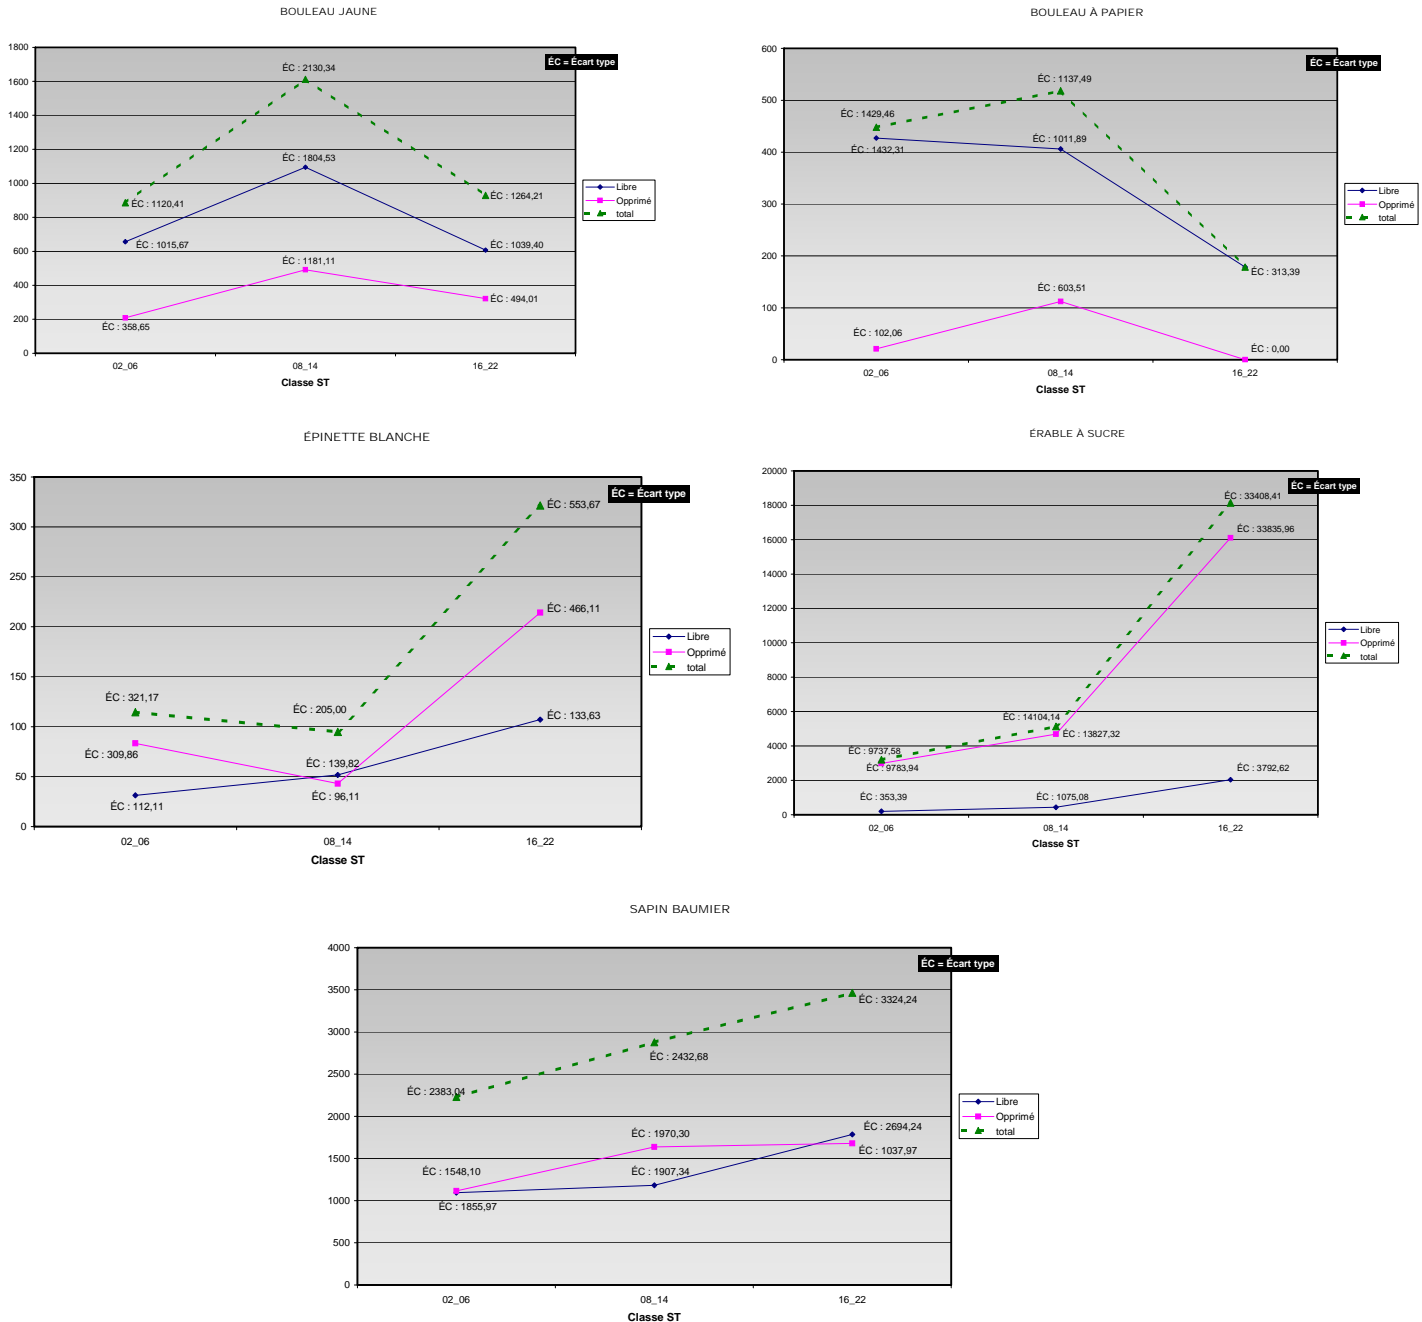 BOULEAU JAUNE
1800
1600
1400
1200
1000
800
600
400
200
0
ÉC = Écart type
ÉC : 2130,34
ÉC : 1804,53
ÉC : 1120,41
ÉC : 1264,21
ÉC : 1015,67
ÉC : 1039,40
ÉC : 1181,11
ÉC : 494,01
ÉC : 358,65
02_06
08_14
16_22
Classe ST
Libre
Opprimé
total
BOULEAU À PAPIER
600
500
400
300
200
100
0
ÉC = Écart type
ÉC : 1137,49
ÉC : 1429,46
ÉC : 1011,89
ÉC : 1432,31
ÉC : 313,39
ÉC : 603,51
ÉC : 102,06
ÉC : 0,00
02_06
08_14
16_22
Classe ST
Libre
Opprimé
total
ÉPINETTE BLANCHE
350
300
250
200
150
100
50
0
ÉC = Écart type
ÉC : 553,67
ÉC : 466,11
ÉC : 321,17
ÉC : 205,00
ÉC : 133,63
ÉC : 309,86
ÉC : 139,82
ÉC : 112,11
ÉC : 96,11
02_06
08_14
16_22
Classe ST
Libre
Opprimé
total
ÉRABLE À SUCRE
20000
18000
16000
14000
12000
10000
8000
6000
4000
2000
0
ÉC = Écart type
ÉC : 33408,41
ÉC : 33835,96
ÉC : 14104,14
ÉC : 13827,32
ÉC : 9737,58
ÉC : 9783,94
ÉC : 3792,62
ÉC : 353,39
ÉC : 1075,08
02_06
08_14
16_22
Classe ST
Libre
Opprimé
total
SAPIN BAUMIER
4000
3500
3000
2500
2000
1500
1000
500
0
ÉC = Écart type
ÉC : 3324,24
ÉC : 2432,68
ÉC : 2383,04
ÉC : 2694,24
ÉC : 1970,30
ÉC : 1037,97
ÉC : 1548,10
ÉC : 1907,34
ÉC : 1855,97
02_06
08_14
16_22
Classe ST
Libre
Opprimé
total